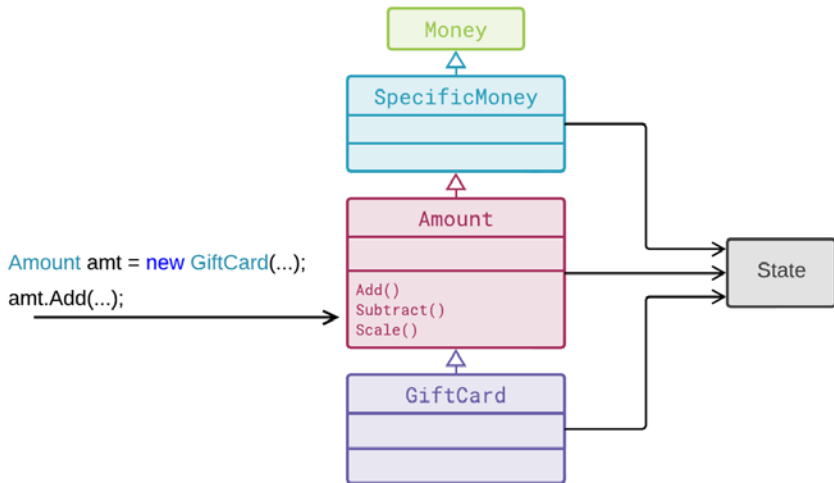 Money
SpecificMoney
Amount
Add()
Subtract()
Scale()
GiftCard
Amount amt = new GiftCard(...);
amt.Add(...);
State